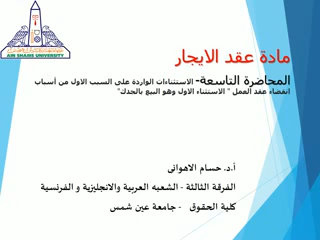 AIN SHAMS UNIVERSITY
مادة عقد الايجار
المحاضرة التاسعة- الاستثناءات الواردة على السبب الاول من أسباب
انقضاء عقد العمل " الاستثناء الاول وهو البيع بالجدك"
أ.د. حسام الاهوانى
الفرقة الثالثة - الشعبه العربية والانجليزية و الفرنسية
كلية الحقوق - جامعة عين شمس